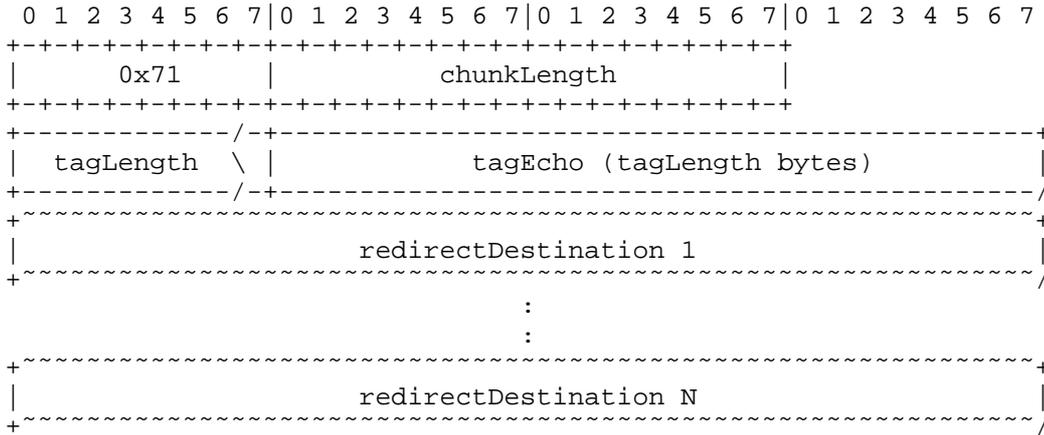 0 1 2 3 4 5 6 7|0 1 2 3 4 5 6 7|0 1 2 3 4 5 6 7|0 1 2 3 4 5 6 7
+-+-+-+-+-+-+-+-+-+-+-+-+-+-+-+-+-+-+-+-+-+-+-+-+
|      0x71     |          chunkLength          |
+-+-+-+-+-+-+-+-+-+-+-+-+-+-+-+-+-+-+-+-+-+-+-+-+
+-------------/-+-----------------------------------------------+
|  tagLength  \ |            tagEcho (tagLength bytes)          |
+-------------/-+-----------------------------------------------/
+~~~~~~~~~~~~~~~~~~~~~~~~~~~~~~~~~~~~~~~~~~~~~~~~~~~~~~~~~~~~~~~+
|                     redirectDestination 1                     |
+~~~~~~~~~~~~~~~~~~~~~~~~~~~~~~~~~~~~~~~~~~~~~~~~~~~~~~~~~~~~~~~/
                                :
                                :
+~~~~~~~~~~~~~~~~~~~~~~~~~~~~~~~~~~~~~~~~~~~~~~~~~~~~~~~~~~~~~~~+
|                     redirectDestination N                     |
+~~~~~~~~~~~~~~~~~~~~~~~~~~~~~~~~~~~~~~~~~~~~~~~~~~~~~~~~~~~~~~~/